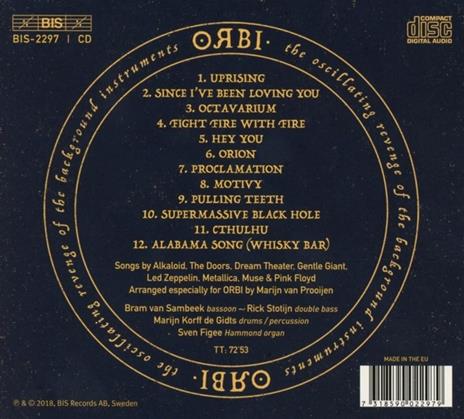 BIS
BIS-2297 | CD
COMPACT
disc
DIGITAL AUDIO
ORBI·
the oscillating revenge of the background instruments
1. UPRISING
2. SINCE I'VE BEEN LOVING YOU
3. OCTAVARIUM
4. FIGHT FIRE WITH FIRE
5. HEY YOU
6. ORION
7. PROCLAMATION
8. MOTIVY
9. PULLING TEETH
10. SUPERMASSIVE BLACK HOLE
11. CTHULHU
12. ALABAMA SONG (WHISKY BAR)
Songs by Alkaloid, The Doors, Dream Theater, Gentle Giant,
Led Zeppelin, Metallica, Muse & Pink Floyd
Arranged especially for ORBI by Marijn van Prooijen
Bram van Sambeek bassoon ~ Rick Stotijn double bass
Marijn Korff de Gidts drums / percussion
Sven Figee Hammond organ
TT: 72'53
ORBI·
the oscillating revenge of the background instruments
MADE IN THE EU
7 318590 022979
℗ & © 2018, BIS Records AB, Sweden